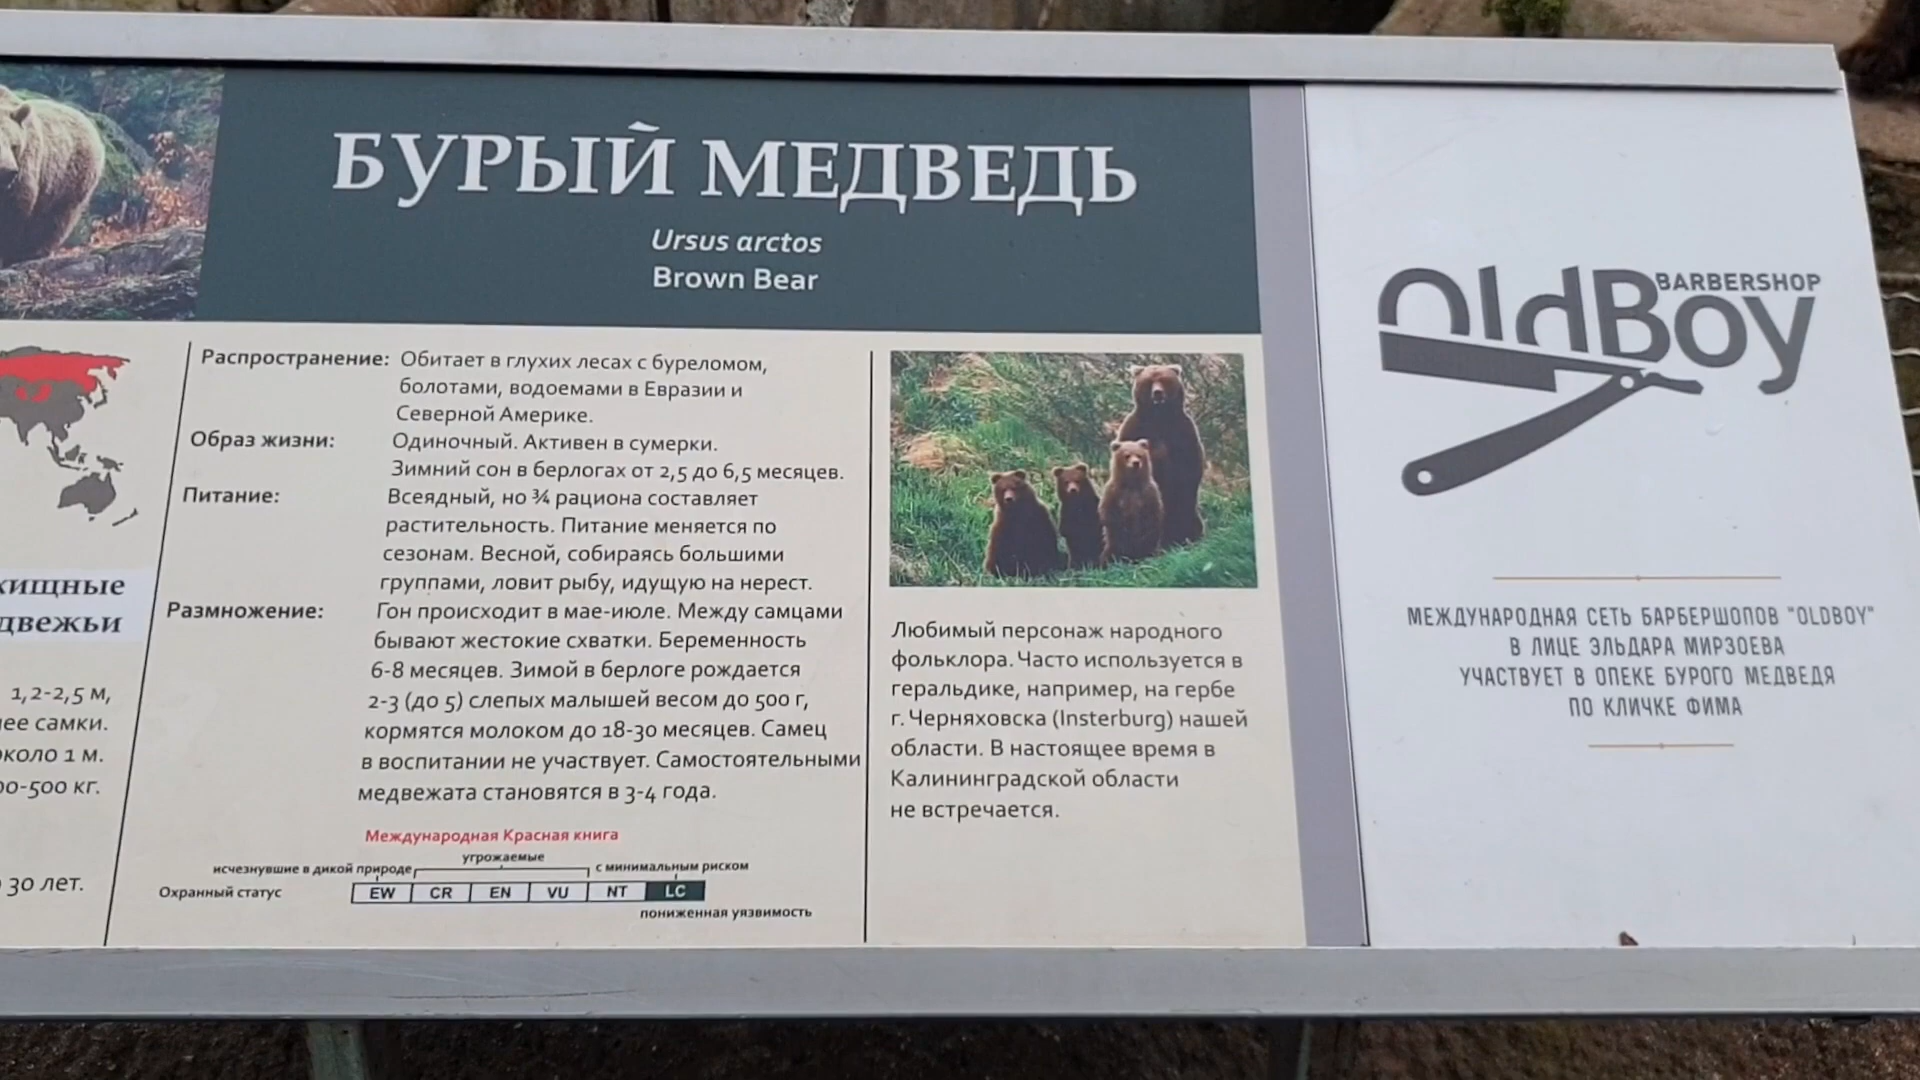 БУРЫЙ МЕДВЕДЬ
Ursus arctos
Brown Bear
1,2-2,5 м,
самки.
1 м.
30 лет.
Распространение: Обитает в глухих лесах с буреломом,
болотами, водоемами в Евразии и
Северной Америке.
Образ жизни: Одиночный. Активен в сумерки.
Зимний сон в берлогах от 2,5 до 6,5 месяцев.
Питание: Всеядный, но ¾ рациона составляет
растительность. Питание меняется по
сезонам. Весной, собираясь большими
группами, ловит рыбу, идущую на нерест.
Размножение: Гон происходит в мае-июле. Между самцами
бывают жестокие схватки. Беременность
6-8 месяцев. Зимой в берлоге рождается
2-3 (до 5) слепых малышей весом до 500 г,
кормятся молоком до 18-30 месяцев. Самец
в воспитании не участвует. Самостоятельными
медвежата становятся в 3-4 года.
Международная Красная книга
угрожаемые
исчезнувшие в дикой природе с минимальным риском
Охранный статус EW CR EN VU NT LC
пониженная уязвимость
Любимый персонаж народного
фольклора. Часто используется в
геральдике, например, на гербе
г. Черняховска (Insterburg) нашей
области. В настоящее время в
Калининградской области
не встречается.
BARBERSHOP
OldBoy
МЕЖДУНАРОДНАЯ СЕТЬ БАРБЕРШОПОВ "OLDBOY"
В ЛИЦЕ ЭЛЬДАРА МИРЗОЕВА
УЧАСТВУЕТ В ОПЕКЕ БУРОГО МЕДВЕДЯ
ПО КЛИЧКЕ ФИМА